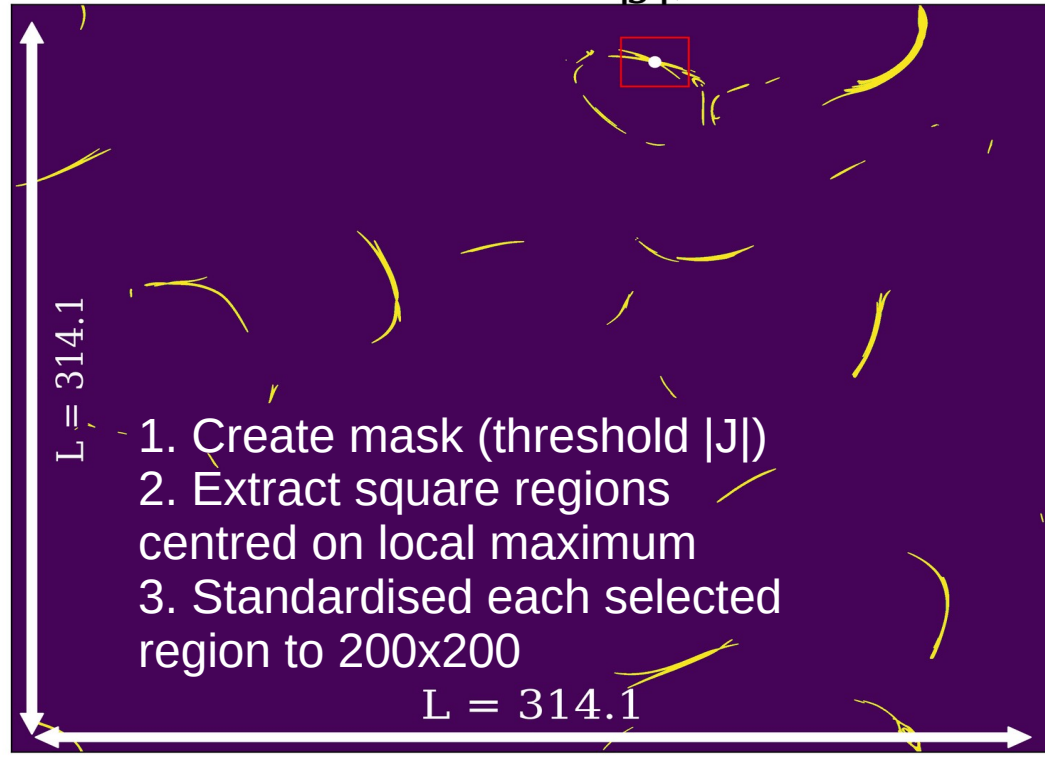 L = 314.1
1. Create mask (threshold |J|)
2. Extract square regions
centred on local maximum
3. Standardised each selected
region to 200x200
L = 314.1